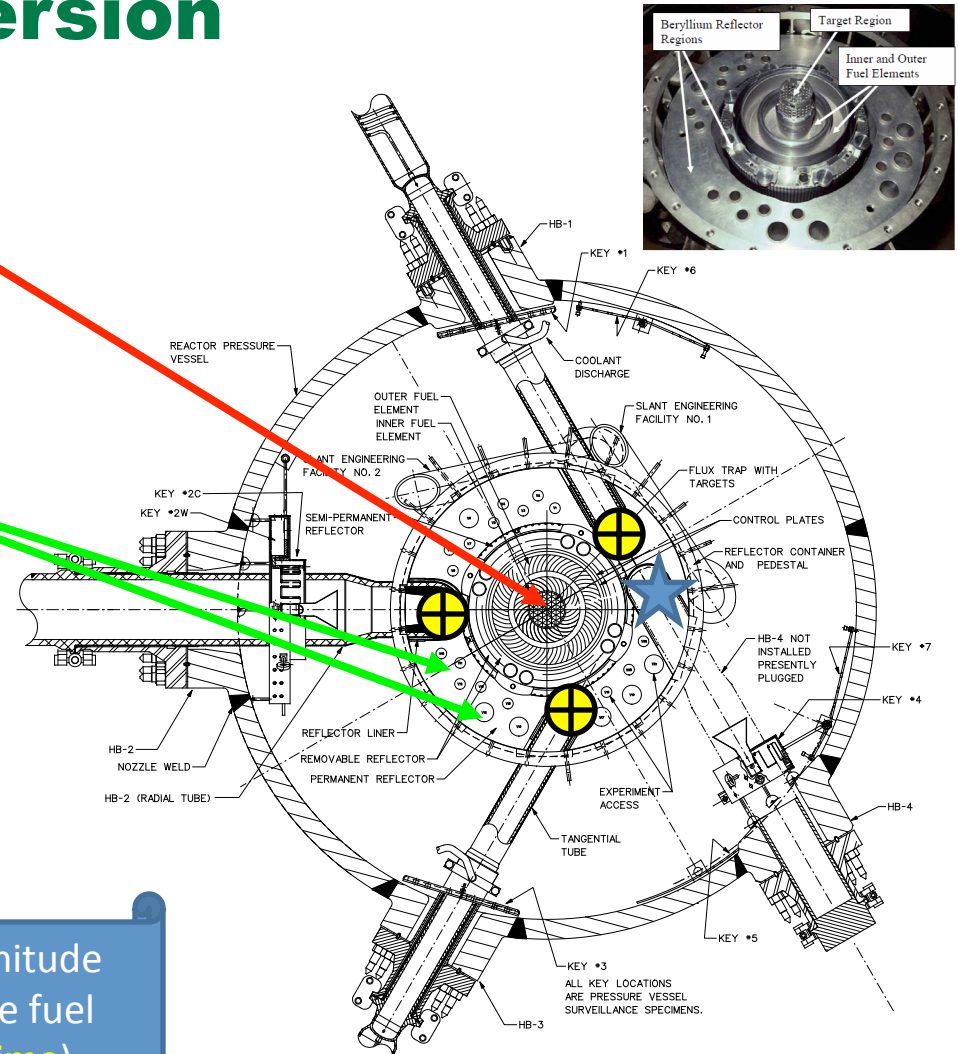 ersion
Beryllium Reflector
Regions
Target Region
Inner and Outer
Fuel Elements
HB-1
KEY *1
KEY *6
REACTOR PRESSURE
VESSEL
COOLANT
DISCHARGE
OUTER FUEL
ELEMENT
INNER FUEL
ELEMENT
SLANT ENGINEERING
FACILITY NO.1
SLANT ENGINEERING
FACILITY NO.2
FLUX TRAP WITH
TARGETS
KEY *2C
KEY *2W
SEMI-PERMANENT
REFLECTOR
CONTROL PLATES
REFLECTOR CONTAINER
AND PEDESTAL
HB-4 NOT
INSTALLED
PRESENTLY
PLUGGED
KEY *7
KEY *4
REFLECTOR LINER
HB-2
REMOVABLE REFLECTOR
NOZZLE WELD
PERMANENT REFLECTOR
HB-2 (RADIAL TUBE)
EXPERIMENT
ACCESS
HB-4
TANGENTIAL
TUBE
KEY *5
KEY *3
ALL KEY LOCATIONS
ARE PRESSURE VESSEL
SURVEILLANCE SPECIMENS.
HB-3
nitude
e fuel